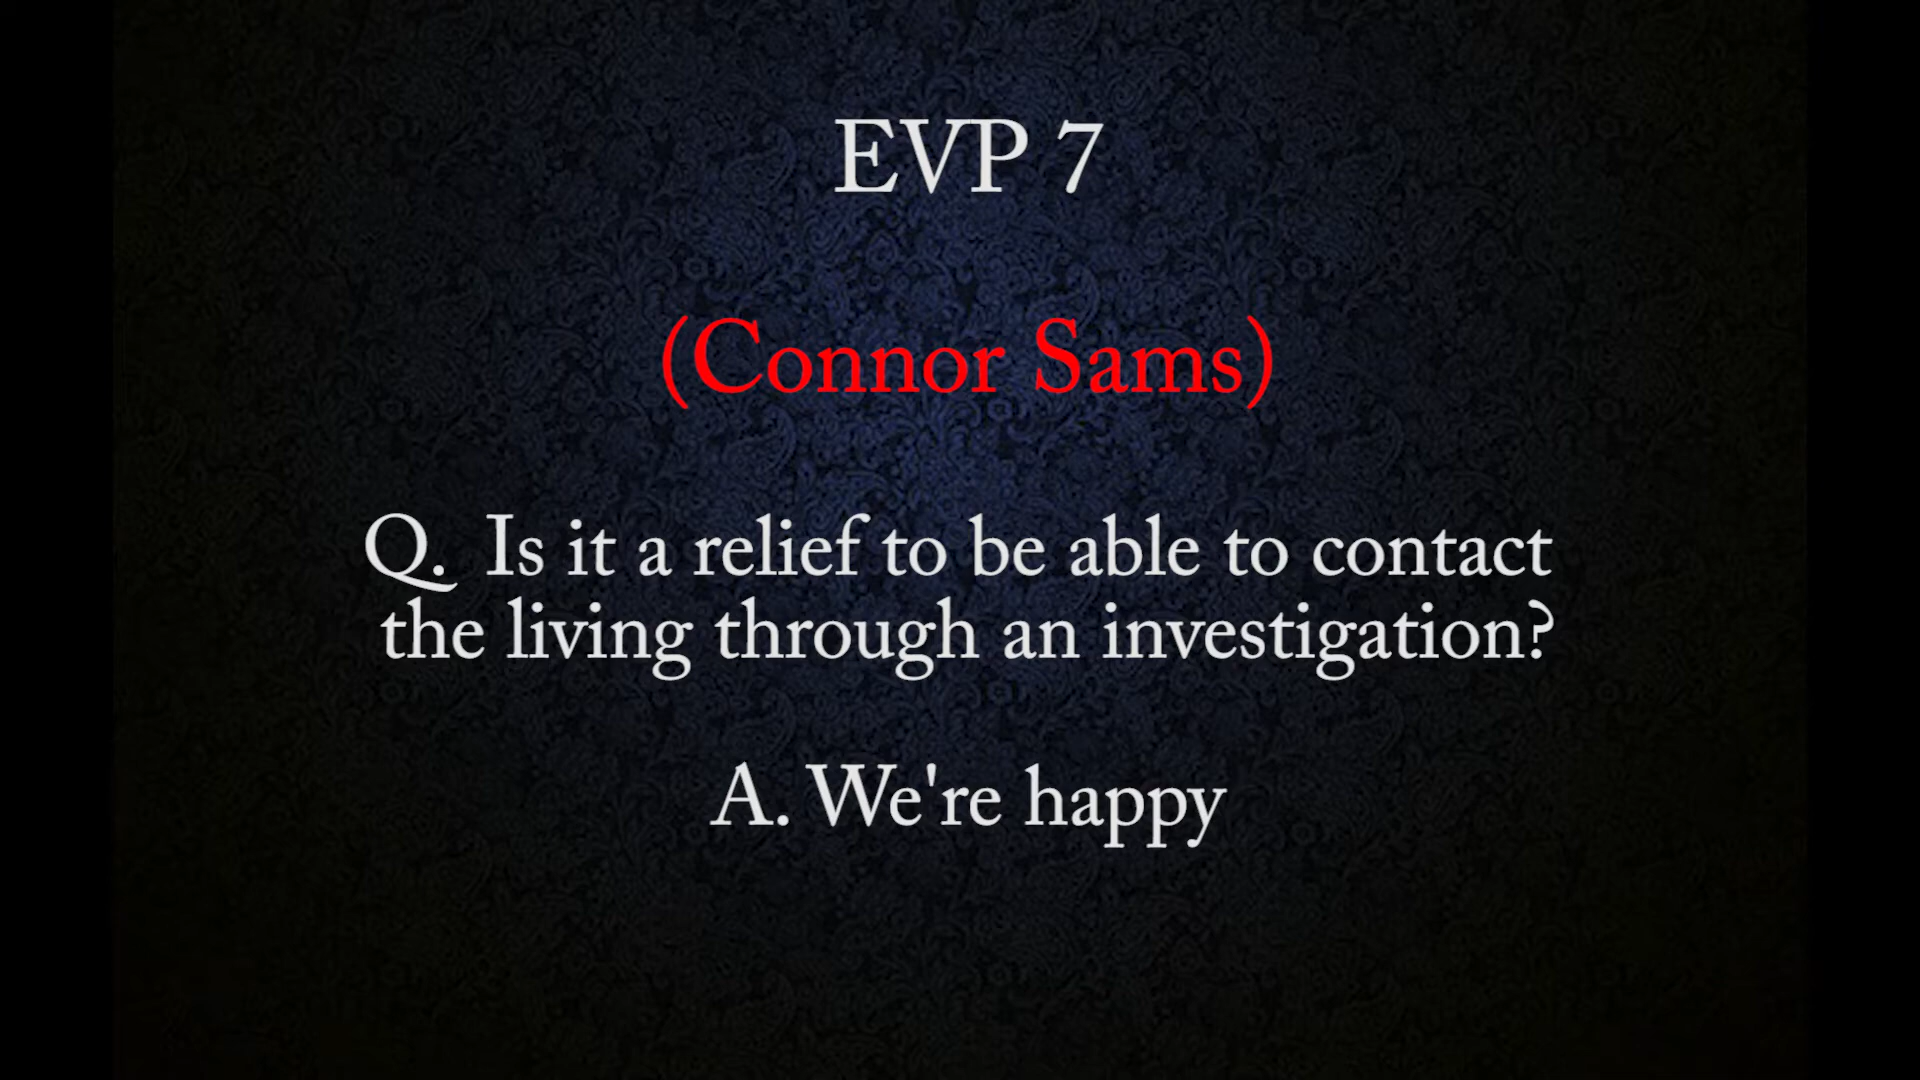 EVP 7
(Connor Sams)
Q. Is it a relief to be able to contact
the living through an investigation?
A. We're happy